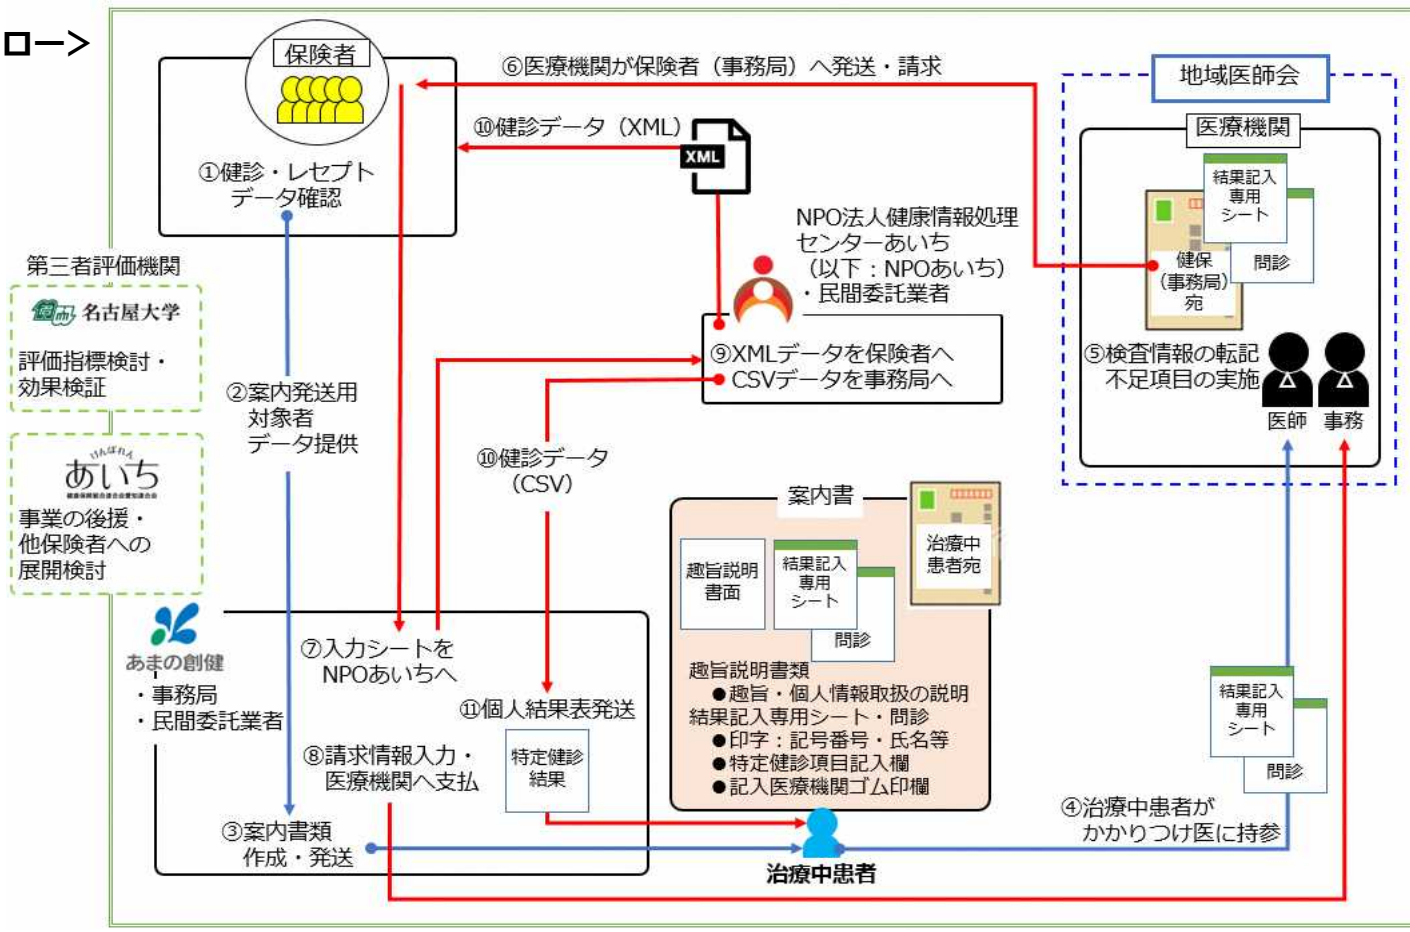 ロー>
保険者
①健診・レセプト
データ確認
⑥医療機関が保険者（事務局）へ発送・請求
⑩健診データ（XML）
XML
地域医師会
医療機関
結果記入
専用
シート
問診
健保
（事務局）
宛
⑤検査情報の転記
不足項目の実施
医師
事務
NPO法人健康情報処理
センターあいち
（以下：NPOあいち）
・民間委託業者
⑨XMLデータを保険者へ
CSVデータを事務局へ
第三者評価機関
名古屋大学
評価指標検討・
効果検証
けんぽれん
あいち
健康保険組合連合会愛知連合会
事業の後援・
他保険者への
展開検討
②案内発送用
対象者
データ提供
⑩健診データ
（CSV）
案内書
治療中
患者宛
趣旨説明
書面
結果記入
専用
シート
問診
趣旨説明書類
●趣旨・個人情報取扱の説明
結果記入専用シート・問診
●印字：記号番号・氏名等
●特定健診項目記入欄
●記入医療機関ゴム印欄
あまの創健
・事務局
・民間委託業者
⑦入力シートを
NPOあいちへ
⑪個人結果表発送
特定健診
結果
⑧請求情報入力・
医療機関へ支払
③案内書類
作成・発送
治療中患者
結果記入
専用
シート
問診
④治療中患者が
かかりつけ医に持参